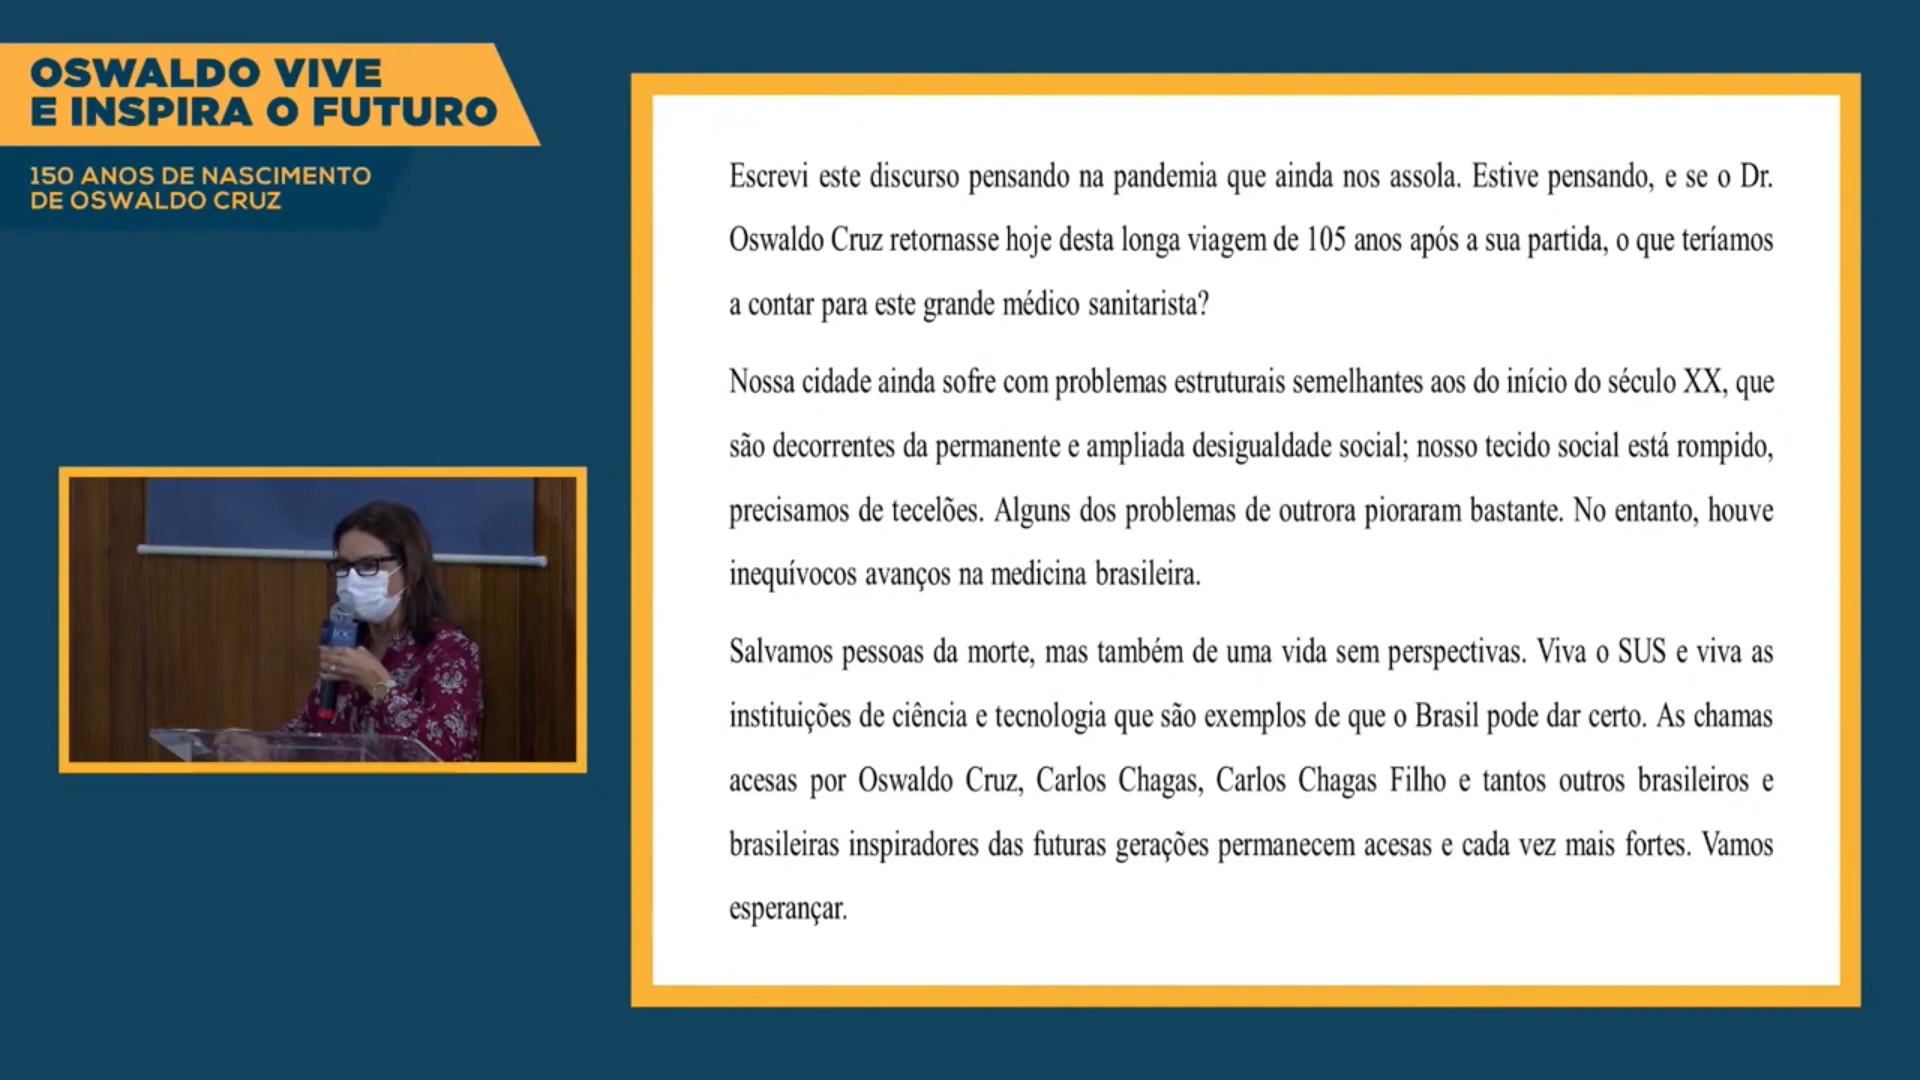 OSWALDO VIVE
E INSPIRA O FUTURO
150 ANOS DE NASCIMENTO
DE OSWALDO CRUZ
IOC
Escrevi este discurso pensando na pandemia que ainda nos assola. Estive pensando, e se o Dr.
Oswaldo Cruz retornasse hoje desta longa viagem de 105 anos após a sua partida, o que teríamos
a contar para este grande médico sanitarista?
Nossa cidade ainda sofre com problemas estruturais semelhantes aos do início do século XX, que
são decorrentes da permanente e ampliada desigualdade social; nosso tecido social está rompido,
precisamos de tecelões. Alguns dos problemas de outrora pioraram bastante. No entanto, houve
inequívocos avanços na medicina brasileira.
Salvamos pessoas da morte, mas também de uma vida sem perspectivas. Viva o SUS e viva as
instituições de ciência e tecnologia que são exemplos de que o Brasil pode dar certo. As chamas
acesas por Oswaldo Cruz, Carlos Chagas, Carlos Chagas Filho e tantos outros brasileiros e
brasileiras inspiradores das futuras gerações permanecem acesas e cada vez mais fortes. Vamos
esperançar.